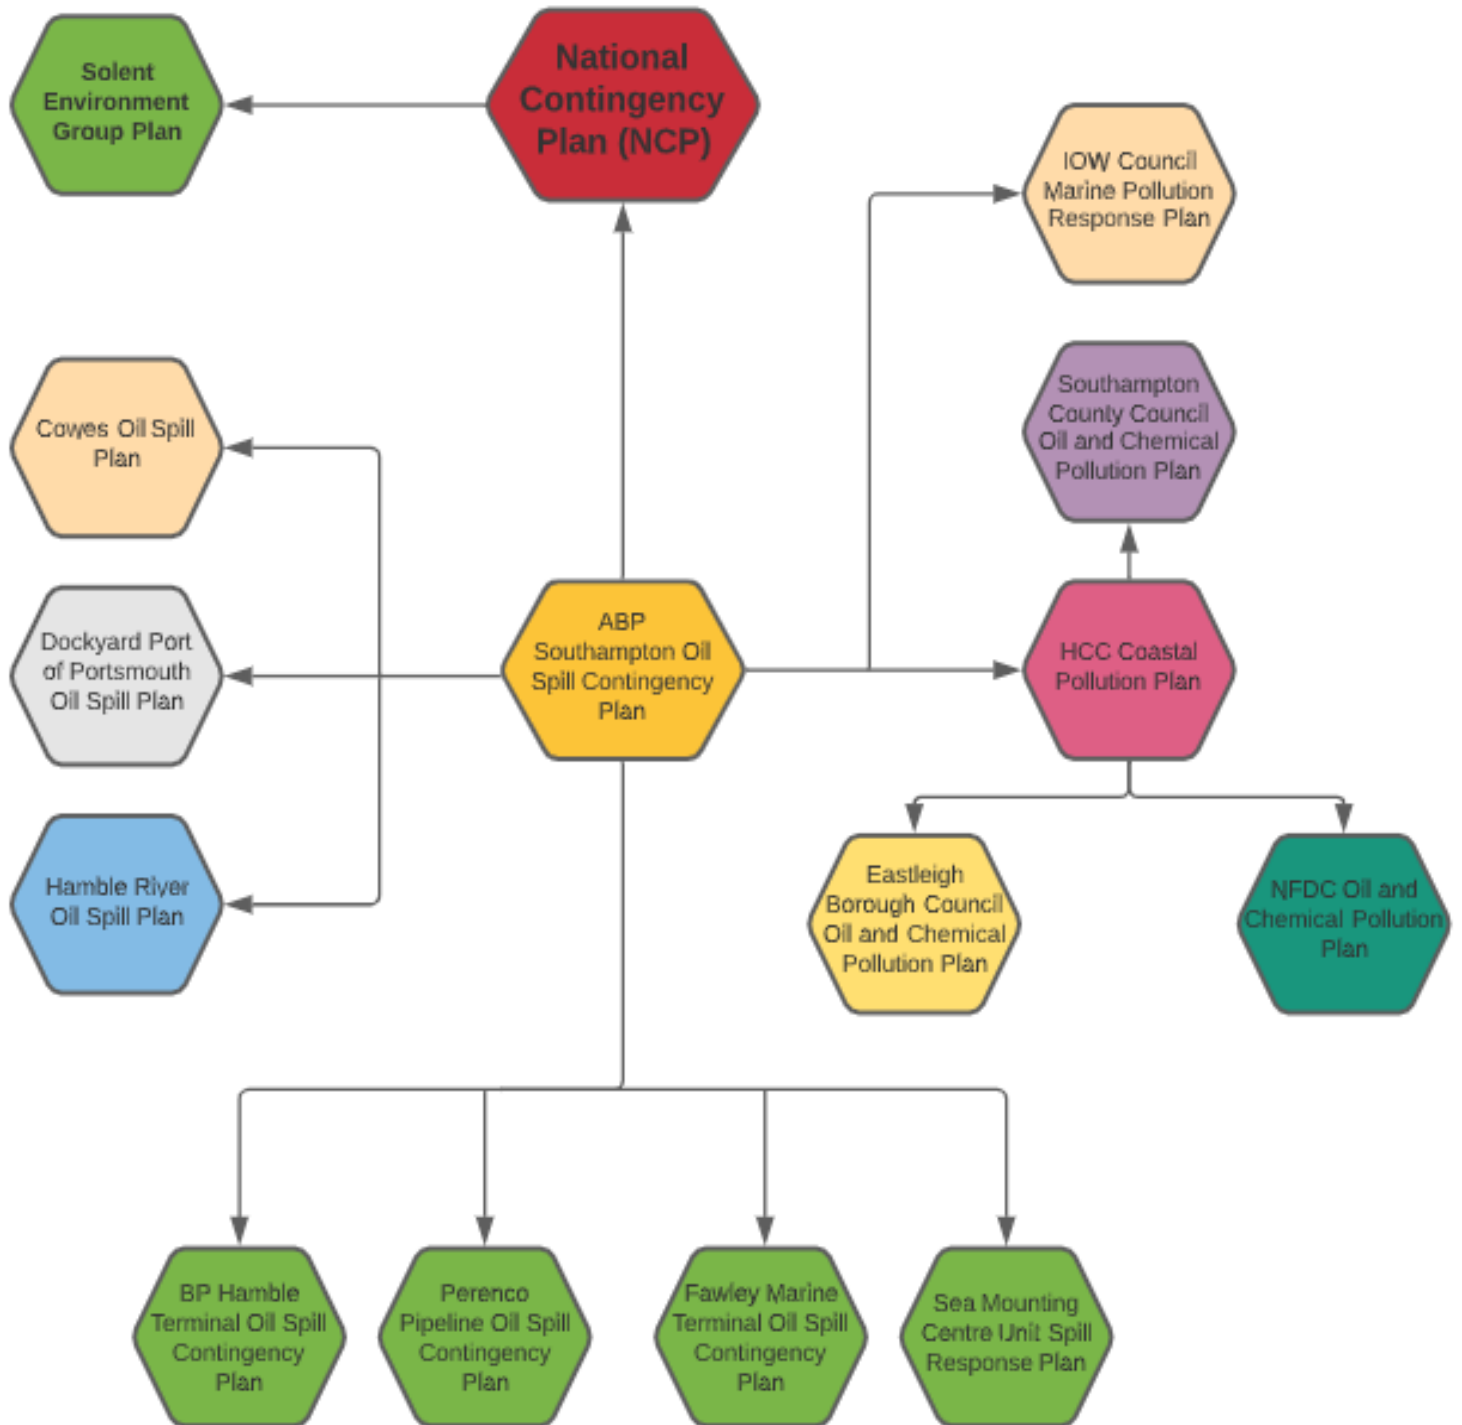 Solent
Environment
Group Plan
National
Contingency
Plan (NCP)
IOW Council
Marine Pollution
Response Plan
Southampton
County Council
Oil and Chemical
Pollution Plan
Cowes Oil Spill
Plan
Dockyard Port
of Portsmouth
Oil Spill Plan
ABP
Southampton Oil
Spill Contingency
Plan
HCC Coastal
Pollution Plan
Hamble River
Oil Spill Plan
Eastleigh
Borough Council
Oil and Chemical
Pollution Plan
NFDC Oil and
Chemical Pollution
Plan
BP Hamble
Terminal Oil Spill
Contingency
Plan
Perenco
Pipeline Oil Spill
Contingency
Plan
Fawley Marine
Terminal Oil Spill
Contingency
Plan
Sea Mounting
Centre Unit Spill
Response Plan